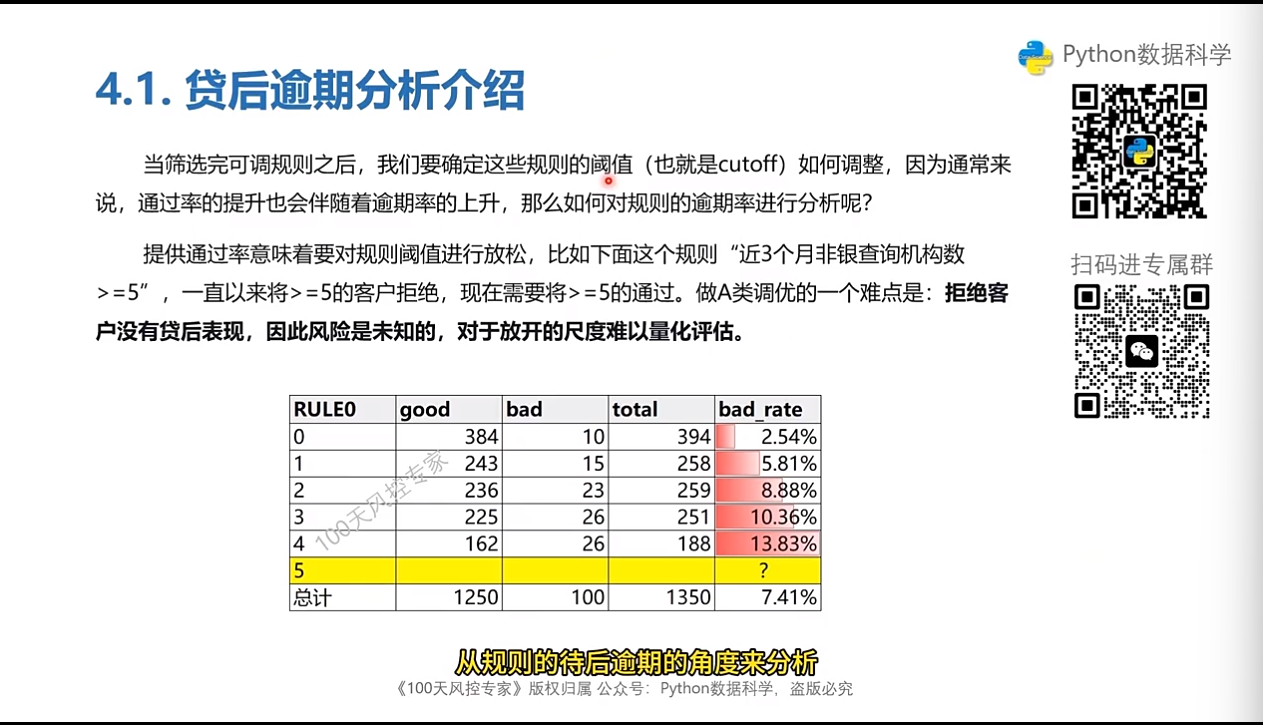 Python数据科学
4.1. 贷后逾期分析介绍
当筛选完可调规则之后，我们要确定这些规则的阈值（也就是cutoff）如何调整，因为通常来
说，通过率的提升也会伴随着逾期率的上升，那么如何对规则的逾期率进行分析呢？
提供通过率意味着要对规则阈值进行放松，比如下面这个规则“近3个月非银查询机构数
>=5”，一直以来将>=5的客户拒绝，现在需要将>=5的通过。做A类调优的一个难点是：拒绝客
户没有贷后表现，因此风险是未知的，对于放开的尺度难以量化评估。
扫码进专属群
RULE0 good bad total bad_rate
0 384 10 394 2.54%
1 243 15 258 5.81%
2 236 23 259 8.88%
3 225 26 251 10.36%
4 162 26 188 13.83%
5 ?
总计 1250 100 1350 7.41%
100天风控专家
从规则的待后逾期的角度来分析
《100天风控专家》版权归属 公众号：Python数据科学，盗版必究